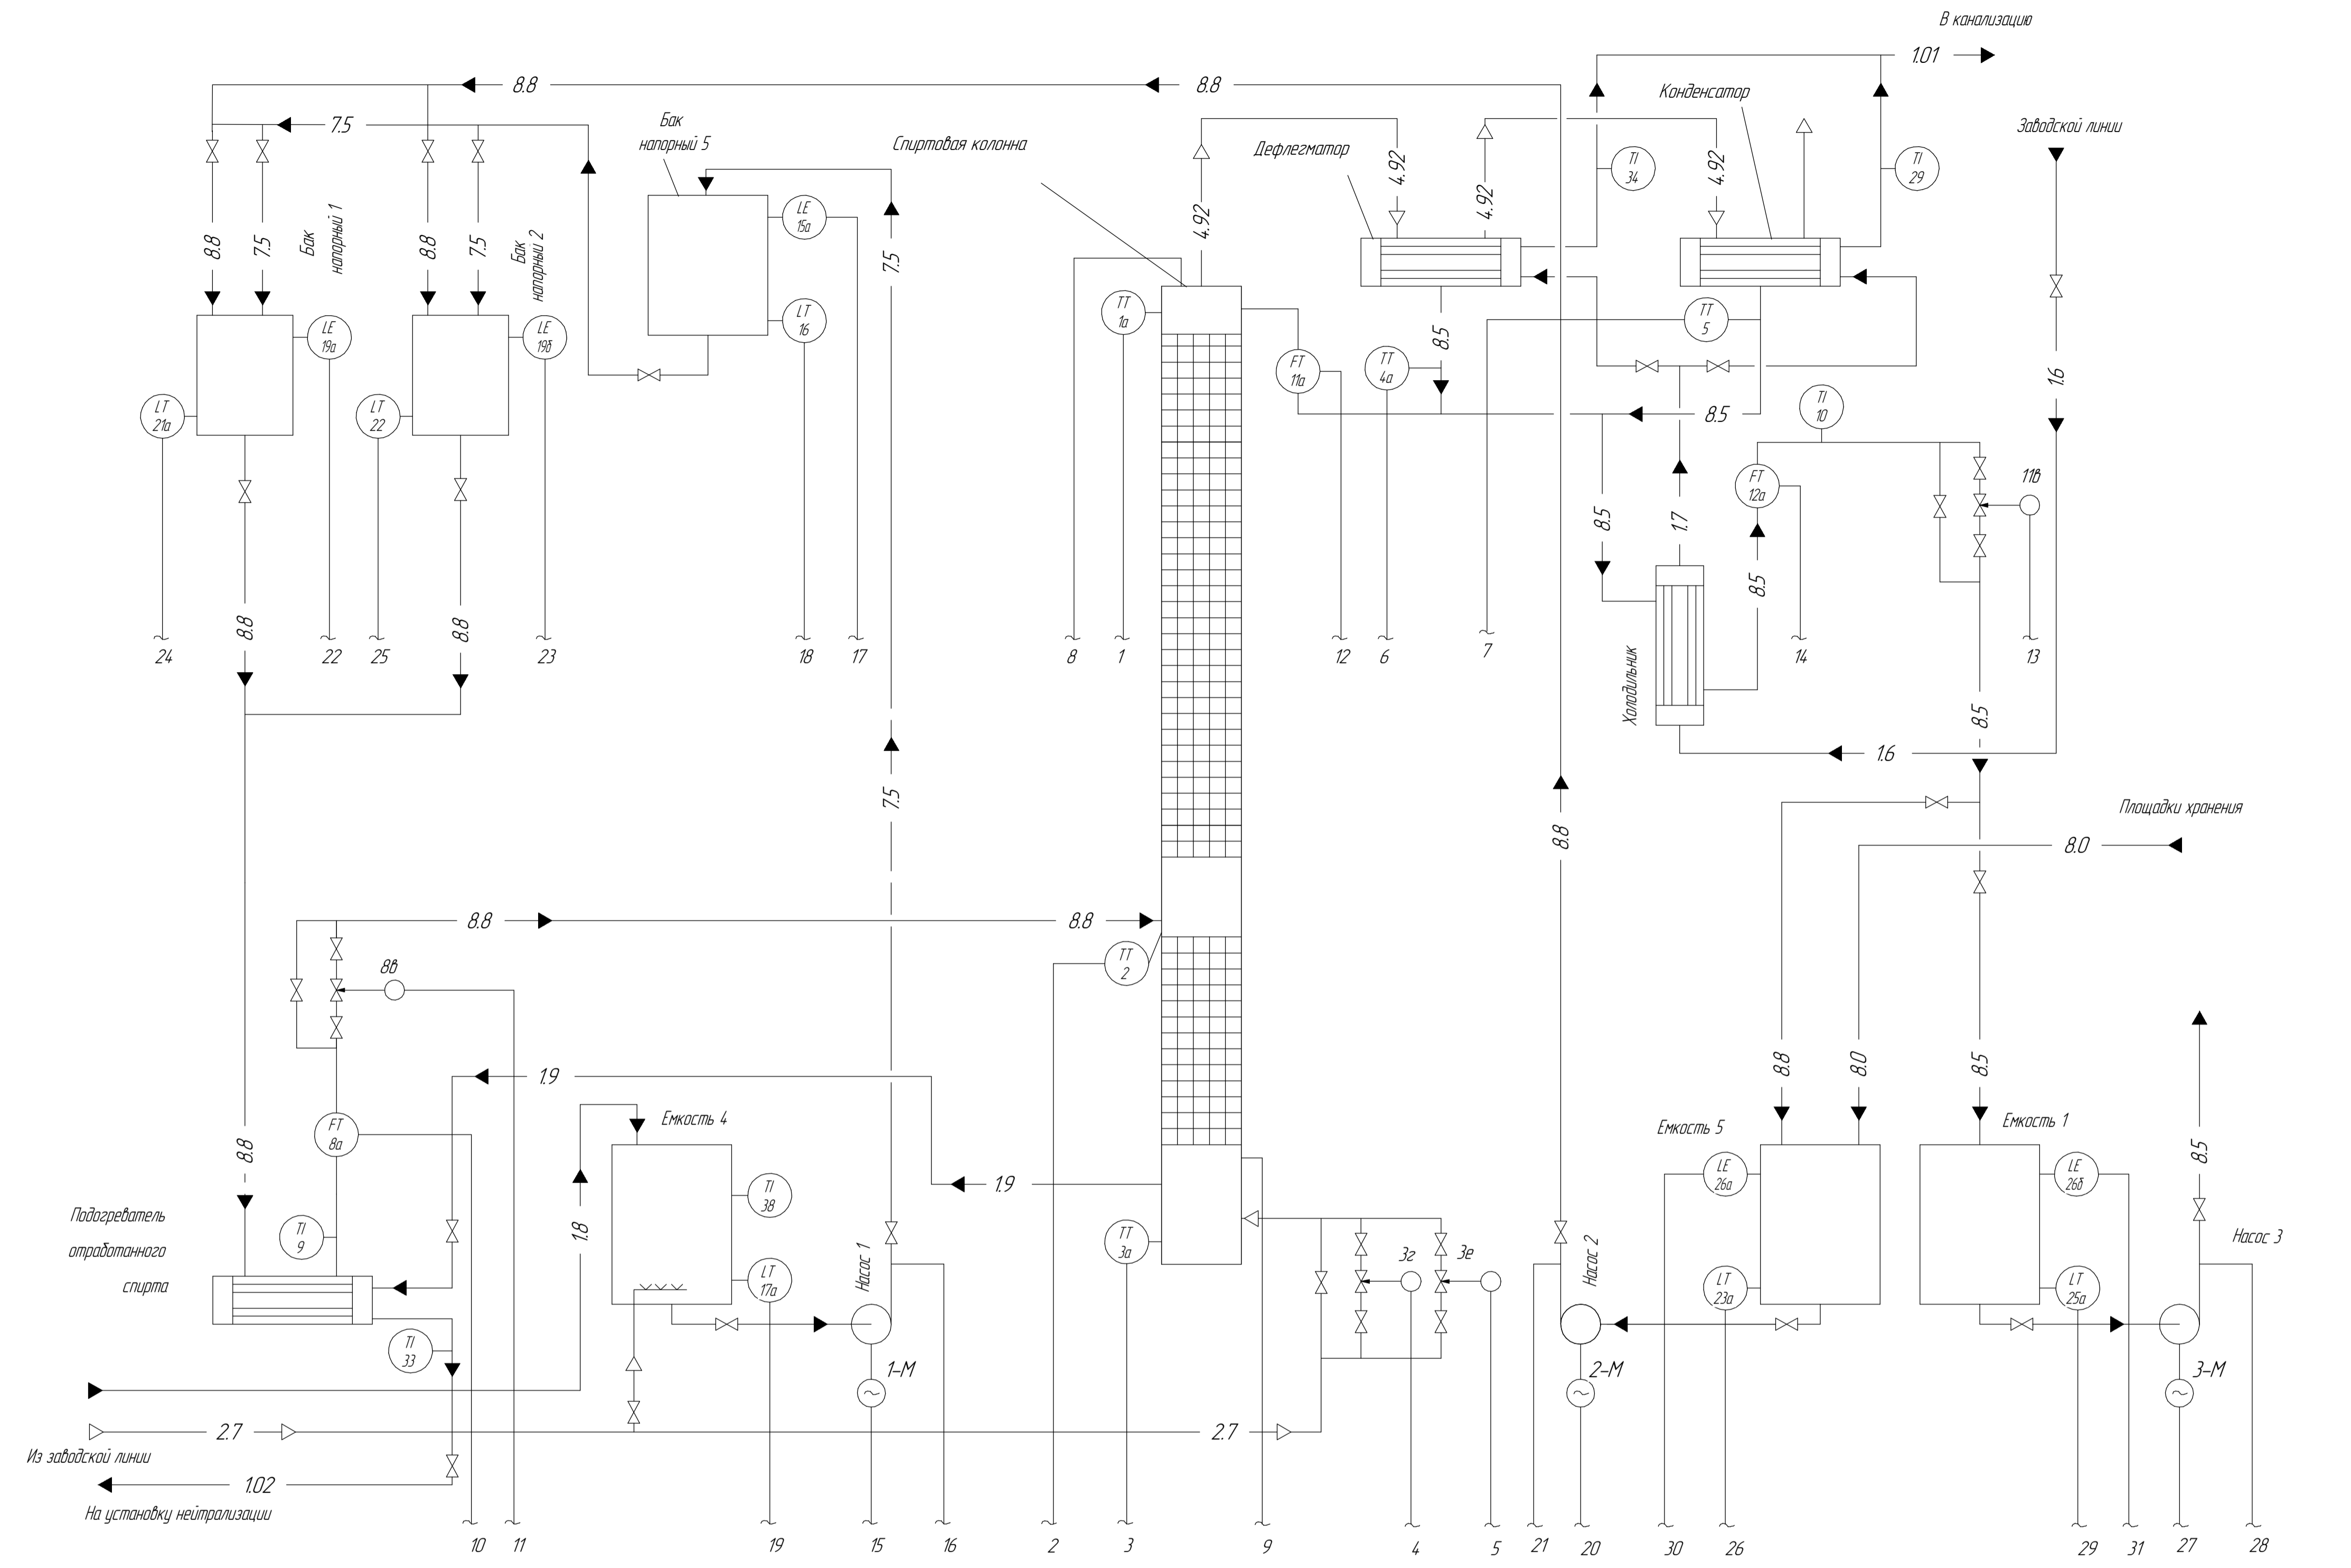 В канализацию
1.01
8.8
8.8
Конденсатор
Бак
напорный 5
7.5
Заводской линии
Спиртовая колонна
Дефлегматор
4.92
4.92
4.92
4.92
TI
34
TI
29
8.8
7.5
Бак
напорный 1
8.8
7.5
Бак
напорный 2
LE
15а
7.5
LT
16
TT
1а
LE
19а
LE
19б
8.5
TT
5
FT
11а
TT
4а
1.6
LT
21а
LT
22
8.5
TI
10
FT
12а
11в
8.5
1.7
8.5
8.8
8.8
24
22
25
23
18
17
8
1
12
6
7
14
13
Холодильник
8.5
1.6
7.5
8.8
Площадки хранения
8.0
8.8
8.8
TT
2
8в
1.9
8.8
8.0
8.5
Емкость 4
Емкость 5
Емкость 1
FT
8а
8.8
8.5
1.9
LE
26а
LE
26б
TI
38
Подогреватель
отработанного
спирта
TI
9
1.8
TT
3а
Насос 1
3г
3е
Насос 2
Насос 3
LT
17а
LT
23а
LT
25а
TI
33
1-М
2-М
3-М
2.7
2.7
Из заводской линии
1.02
На установку нейтрализации
10
11
19
15
16
2
3
9
4
5
21
20
30
26
29
31
27
28